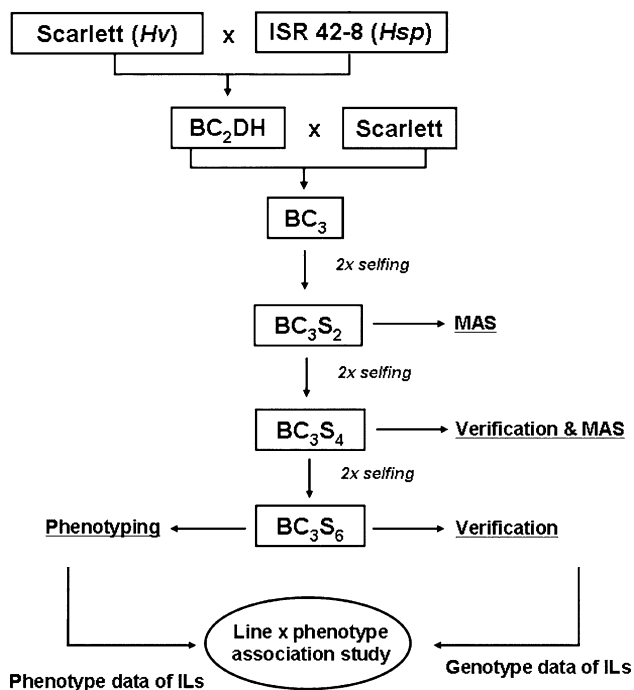 Scarlett (Hv) x ISR 42-8 (Hsp)
BC₂DH x Scarlett
BC₃
2x selfing
BC₃S₂ MAS
2x selfing
BC₃S₄ Verification & MAS
2x selfing
Phenotyping BC₃S₆ Verification
Line x phenotype
association study
Phenotype data of ILs
Genotype data of ILs